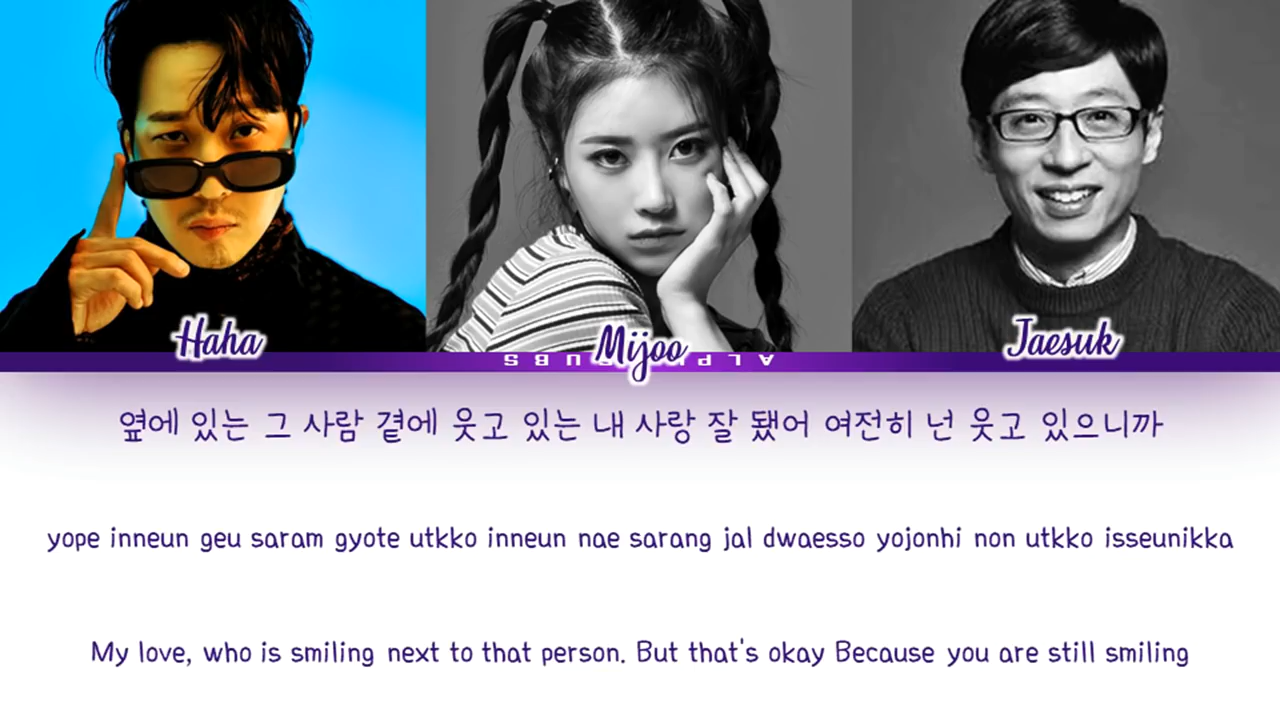 Haha
Mijoo
Jaesuk
옆에 있는 그 사람 곁에 웃고 있는 내 사랑 잘 됐어 여전히 넌 웃고 있으니까
yope inneun geu saram gyote utkko inneun nae sarang jal dwaesso yojonhi non utkko isseunikka
My love, who is smiling next to that person. But that's okay Because you are still smiling